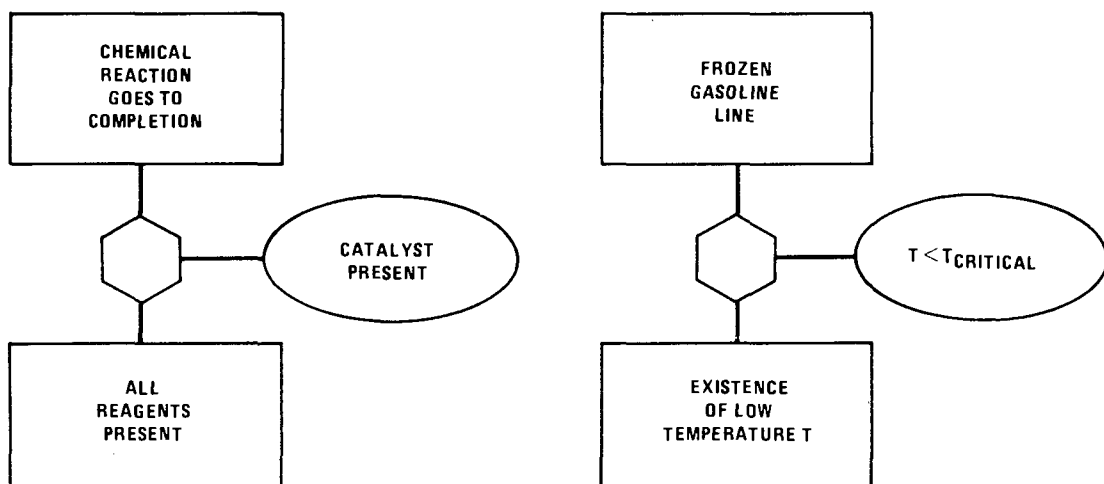 CHEMICAL
REACTION
GOES TO
COMPLETION
CATALYST
PRESENT
ALL
REAGENTS
PRESENT
FROZEN
GASOLINE
LINE
T < TCRITICAL
EXISTENCE
OF LOW
TEMPERATURE T